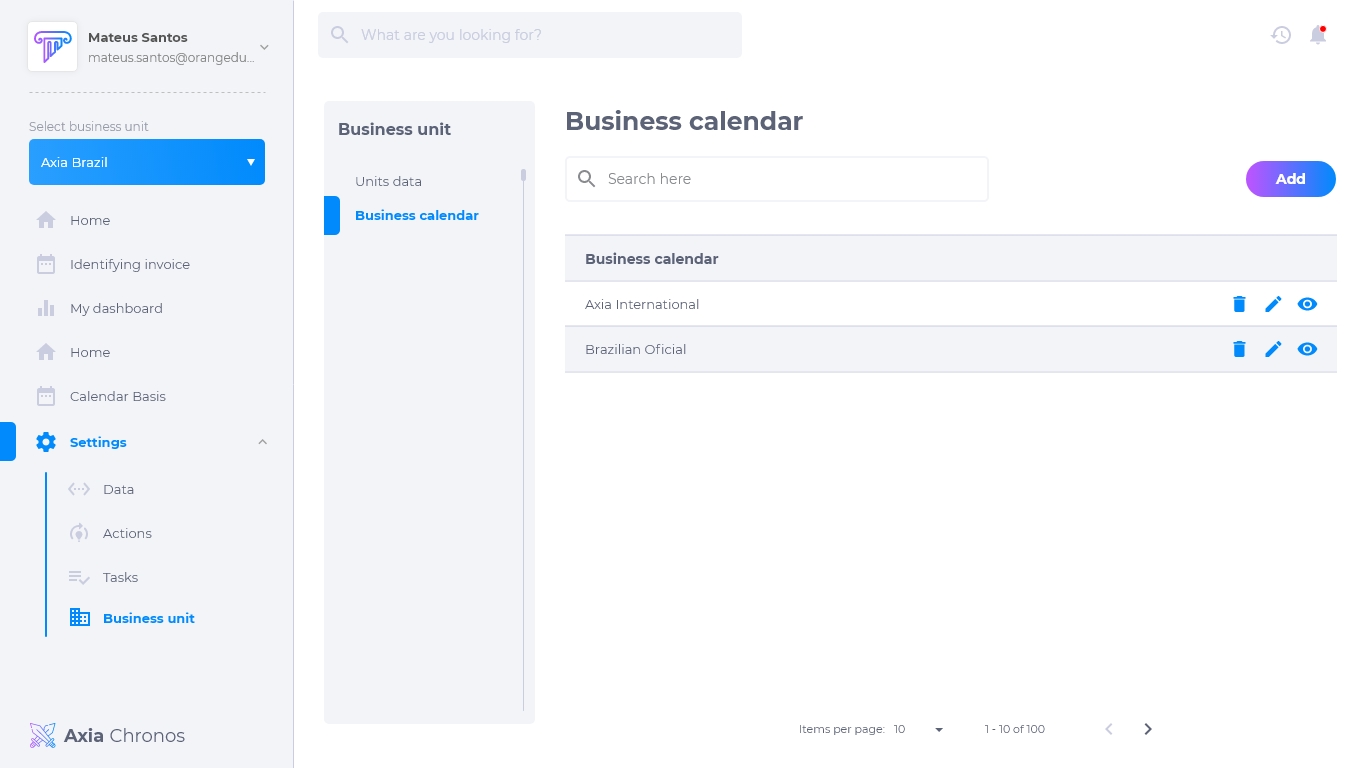 Mateus Santos
mateus.santos@orangedu...
Select business unit
Axia Brazil
Home
Identifying invoice
My dashboard
Home
Calendar Basis
Settings
Data
Actions
Tasks
Business unit
Axia Chronos
What are you looking for?
Business unit
Units data
Business calendar
Business calendar
Search here
Add
Business calendar
Axia International
Brazilian Oficial
Items per page: 10
1 - 10 of 100